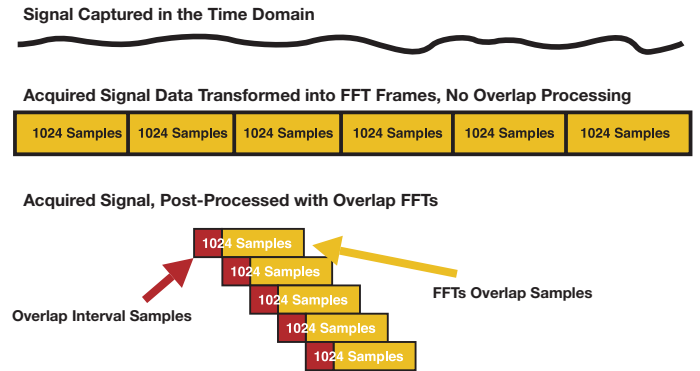 Signal Captured in the Time Domain
Acquired Signal Data Transformed into FFT Frames, No Overlap Processing
1024 Samples 1024 Samples 1024 Samples 1024 Samples 1024 Samples 1024 Samples
Acquired Signal, Post-Processed with Overlap FFTs
1024 Samples
1024 Samples
FFTs Overlap Samples
1024 Samples
Overlap Interval Samples
1024 Samples
1024 Samples